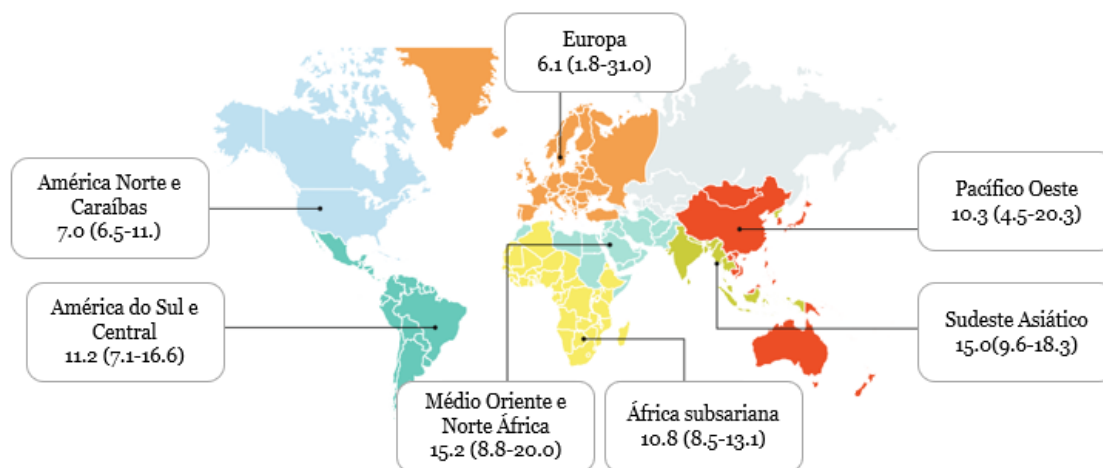 Europa
6.1 (1.8-31.0)
América Norte e
Caraíbas
7.0 (6.5-11.)
Pacífico Oeste
10.3 (4.5-20.3)
América do Sul e
Central
11.2 (7.1-16.6)
Sudeste Asiático
15.0(9.6-18.3)
Médio Oriente e
Norte África
15.2 (8.8-20.0)
África subsariana
10.8 (8.5-13.1)